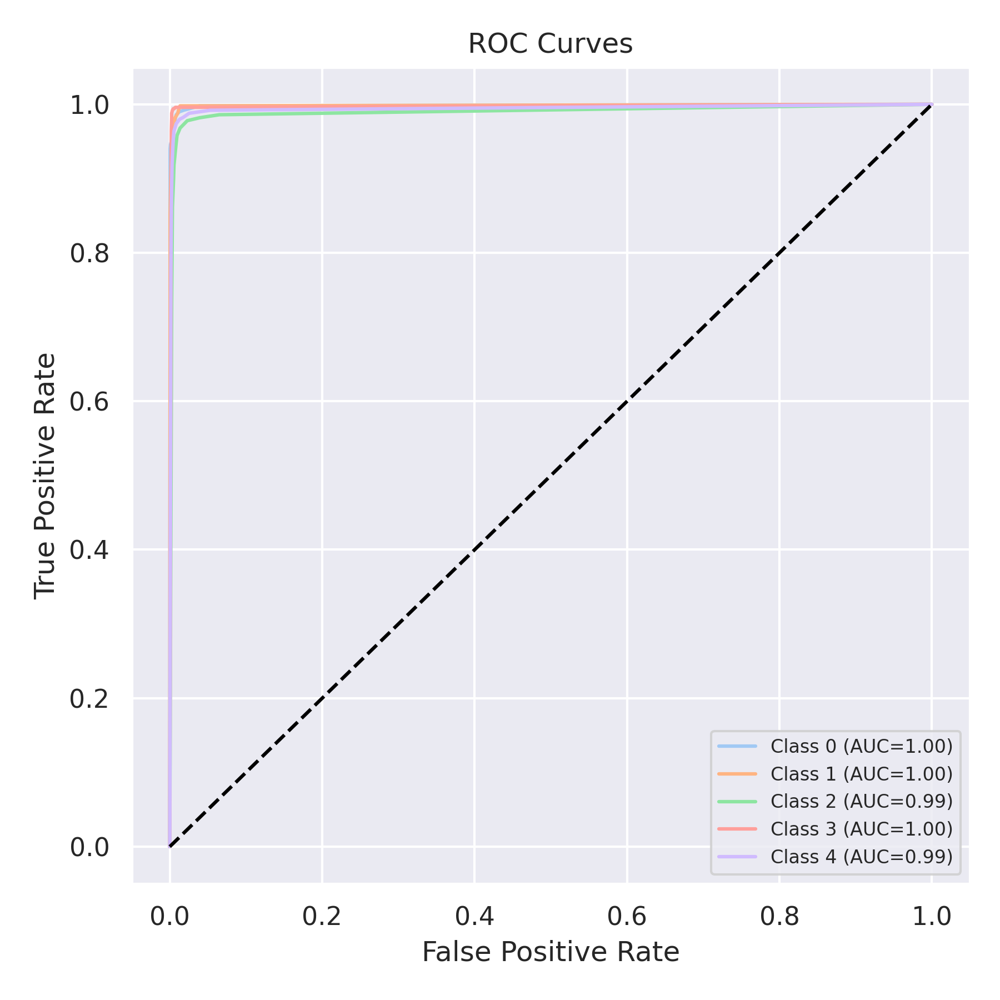 ROC Curves
1.0
0.8
0.6
0.4
0.2
0.0
True Positive Rate
Class 0 (AUC=1.00)
Class 1 (AUC=1.00)
Class 2 (AUC=0.99)
Class 3 (AUC=1.00)
Class 4 (AUC=0.99)
0.0 0.2 0.4 0.6 0.8 1.0
False Positive Rate